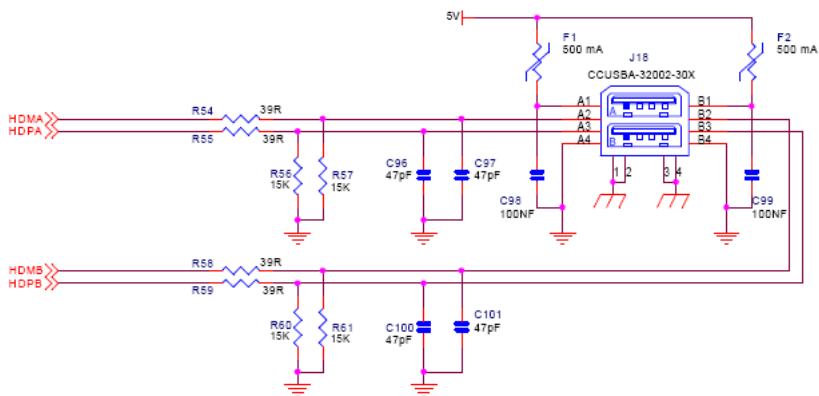 5V
F1
500 mA
F2
500 mA
J18
CCUSBA-32002-30X
HDMA
HDPA
R54
39R
R55
39R
A1
A2
A3
A4
A
B
B1
B2
B3
B4
1
2
3
4
R56
15K
R57
15K
C96
47pF
C97
47pF
C98
100NF
C99
100NF
HDMB
HDPB
R58
39R
R59
39R
R60
15K
R61
15K
C100
47pF
C101
47pF